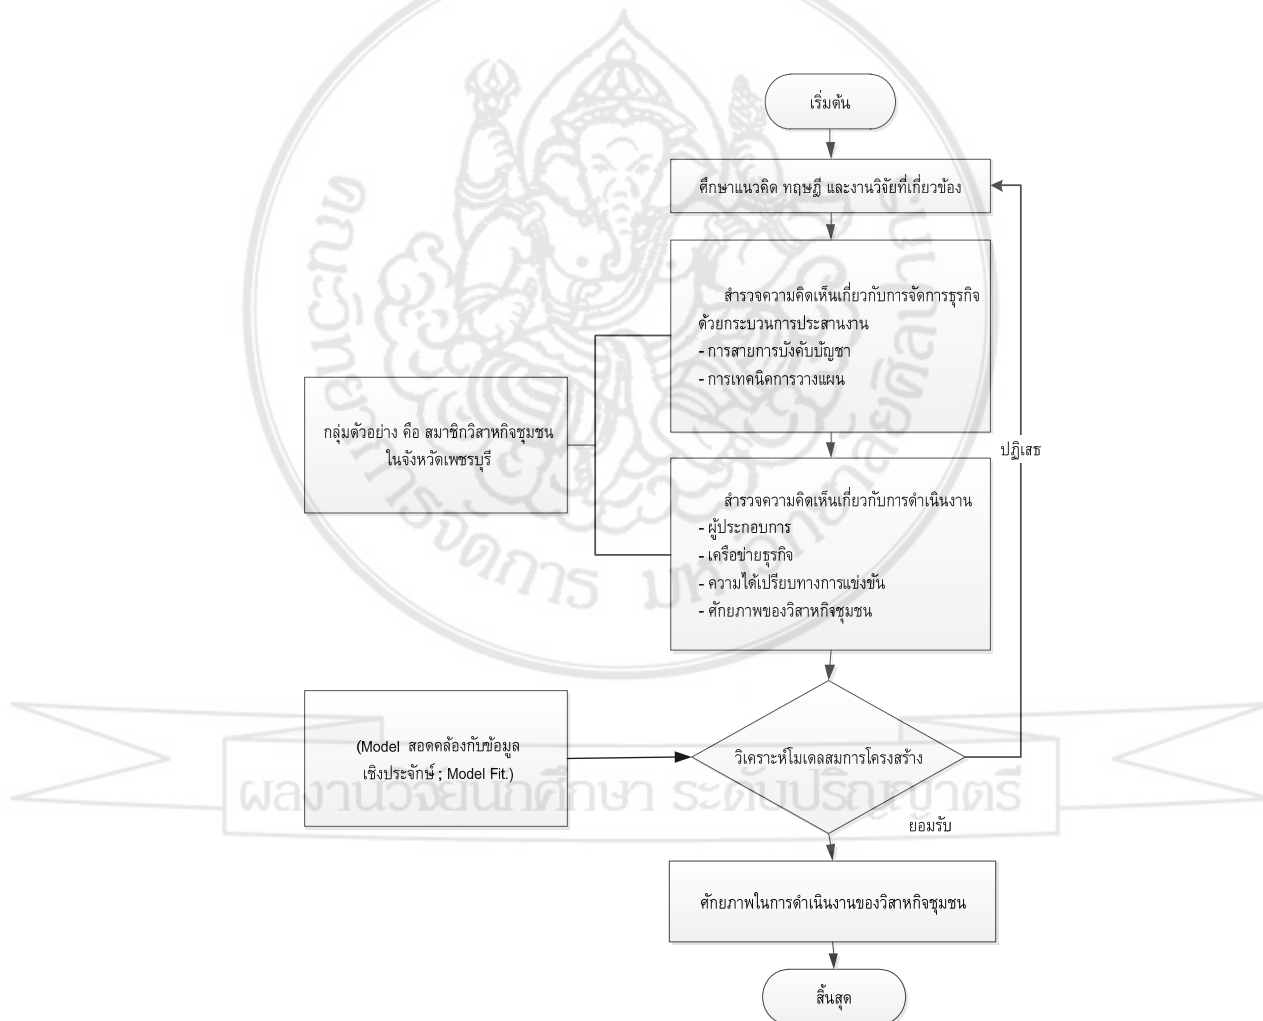 เริ่มต้น
ศึกษาแนวคิด ทฤษฎี และงานวิจัยที่เกี่ยวข้อง
สำรวจความคิดเห็นเกี่ยวกับการจัดการธุรกิจ
ด้วยกระบวนการประสานงาน
- การสายการบังคับบัญชา
- การเทคนิคการวางแผน
กลุ่มตัวอย่าง คือ สมาชิกวิสาหกิจชุมชน
ในจังหวัดเพชรบุรี
ปฏิเสธ
สำรวจความคิดเห็นเกี่ยวกับการดำเนินงาน
- ผู้ประกอบการ
- เครือข่ายธุรกิจ
- ความได้เปรียบทางการแข่งขัน
- ศักยภาพของวิสาหกิจชุมชน
(Model สอดคล้องกับข้อมูล
เชิงประจักษ์ ; Model Fit.)
วิเคราะห์โมเดลสมการโครงสร้าง
ยอมรับ
ศักยภาพในการดำเนินงานของวิสาหกิจชุมชน
สิ้นสุด
ผลงานวิจัยนักศึกษา ระดับปริญญาตรี